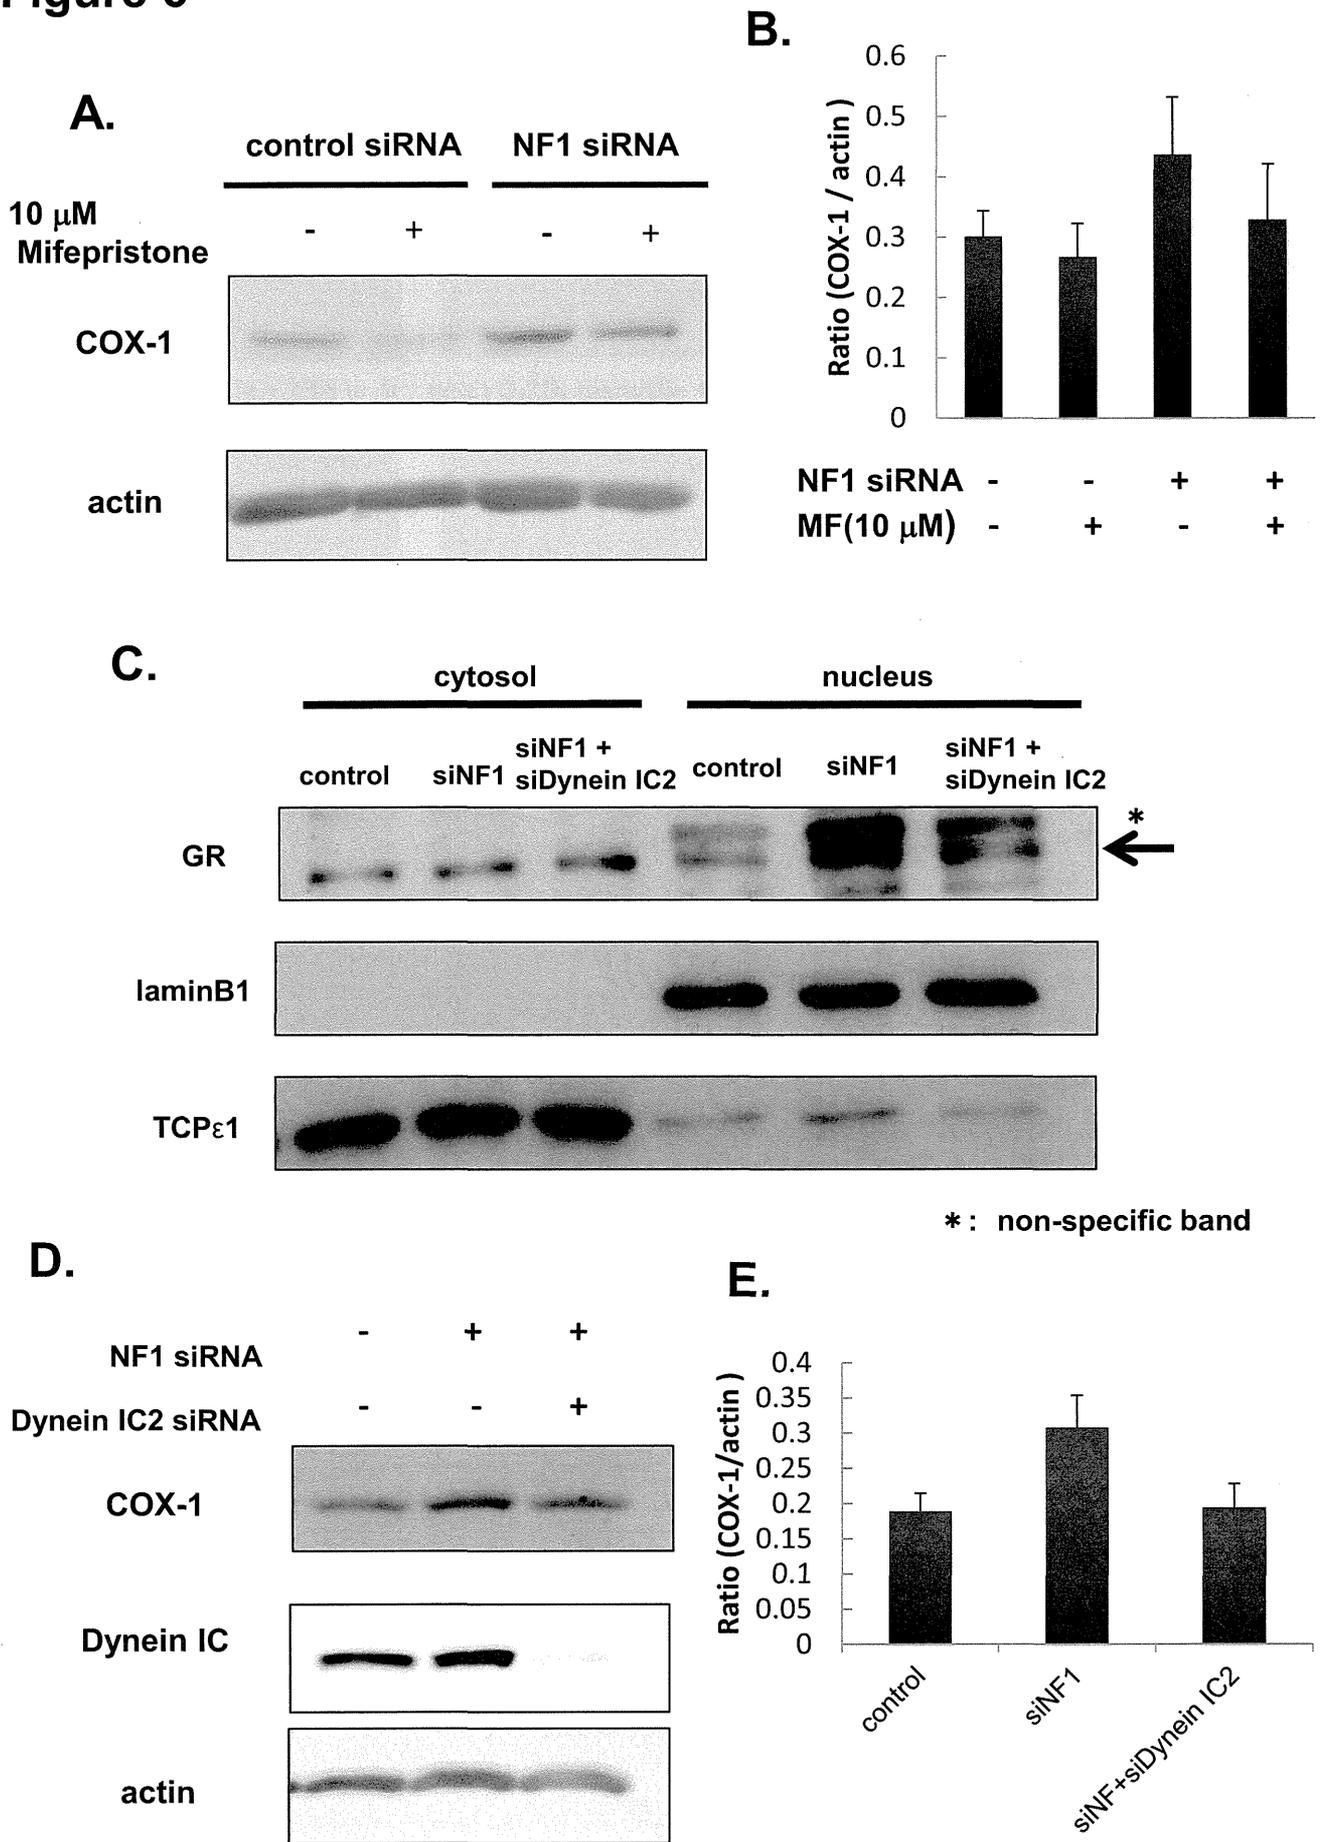 A.
control siRNA NF1 siRNA
10 μM
Mifepristone
- + - +
COX-1
actin
B.
Ratio (COX-1 / actin )
0.6
0.5
0.4
0.3
0.2
0.1
0
NF1 siRNA - - + +
MF(10 μM) - + - +
C.
cytosol nucleus
control siNF1 siNF1 +
siDynein IC2
control siNF1 siNF1 +
siDynein IC2
GR
*
laminB1
TCPε1
* : non-specific band
D.
NF1 siRNA - + +
Dynein IC2 siRNA - - +
COX-1
Dynein IC
actin
E.
Ratio (COX-1/actin )
0.4
0.35
0.3
0.25
0.2
0.15
0.1
0.05
0
control
siNF1
siNF+siDynein IC2